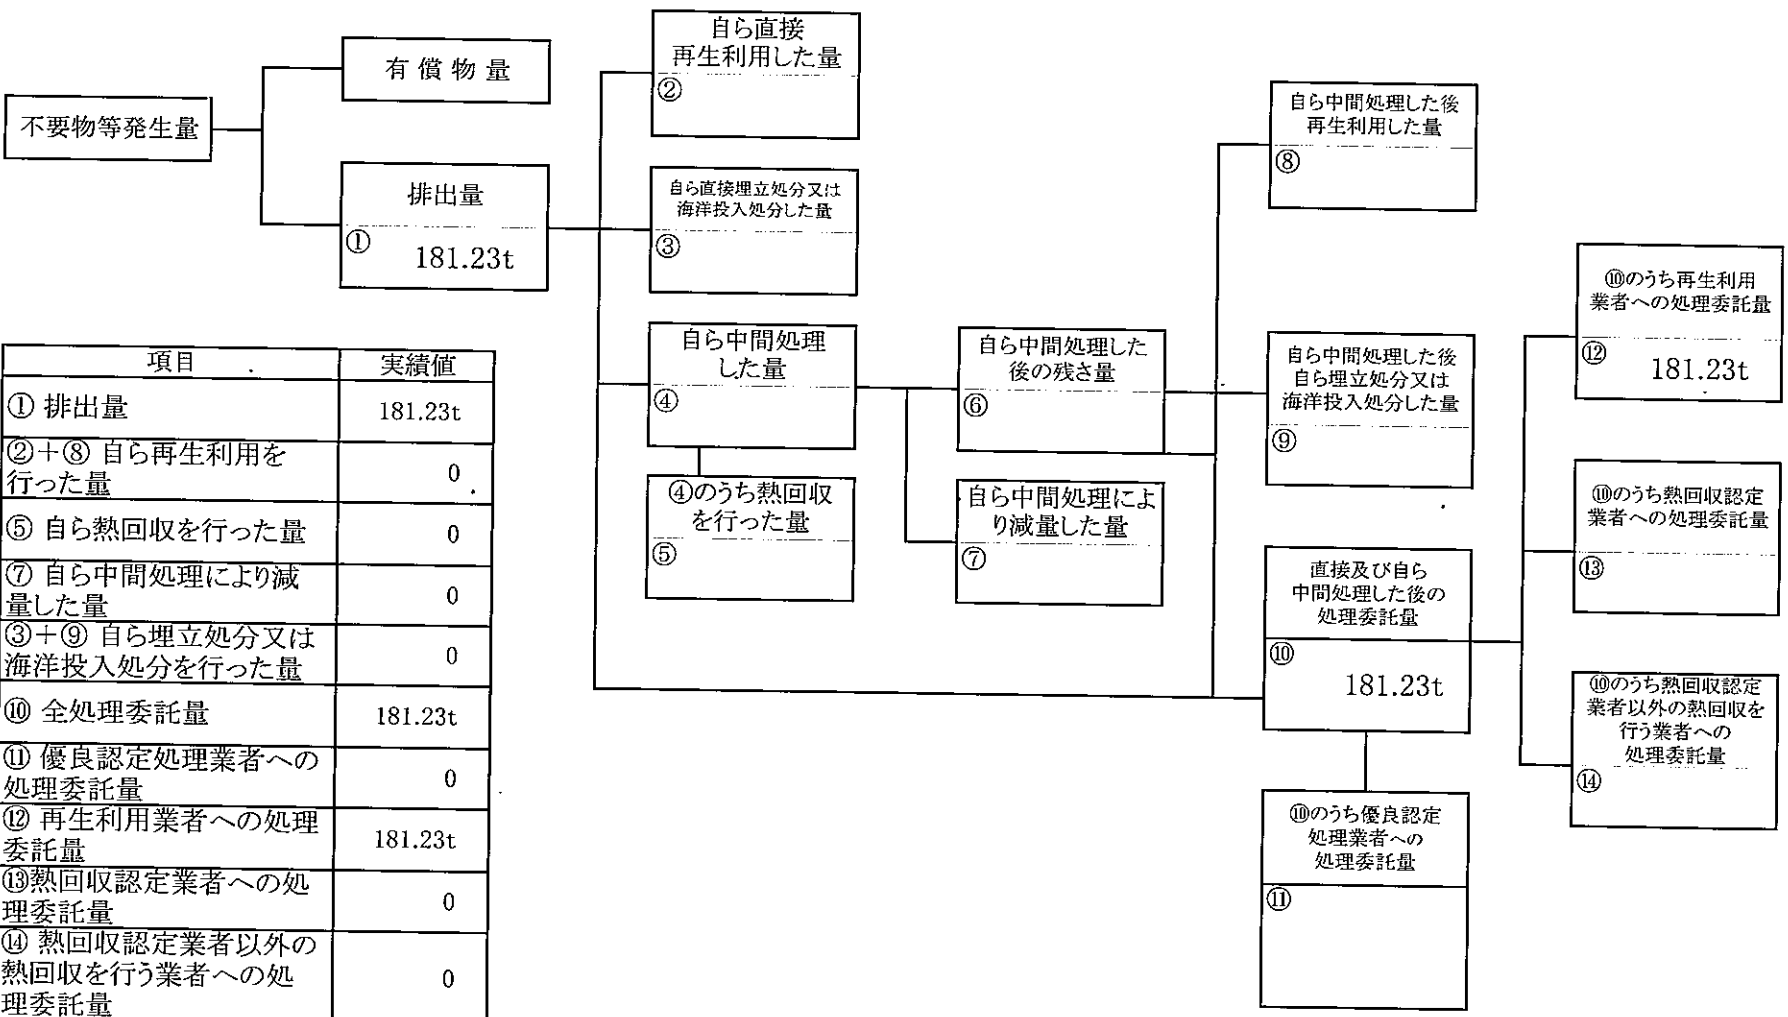 不要物等発生量
有償物量
排出量
①
181.23t
自ら直接
再生利用した量
②
自ら直接埋立処分又は
海洋投入処分した量
③
自ら中間処理
した量
④
④のうち熱回収
を行った量
⑤
自ら中間処理した
後の残さ量
⑥
自ら中間処理によ
り減量した量
⑦
自ら中間処理した後
再生利用した量
⑧
自ら中間処理した後
自ら埋立処分又は
海洋投入処分した量
⑨
直接及び自ら
中間処理した後の
処理委託量
⑩
181.23t
⑩のうち優良認定
処理業者への
処理委託量
⑪
⑩のうち再生利用
業者への処理委託量
⑫
181.23t
⑩のうち熱回収認定
業者への処理委託量
⑬
⑩のうち熱回収認定
業者以外の熱回収を
行う業者への
処理委託量
⑭
項目 実績値
① 排出量 181.23t
②+⑧ 自ら再生利用を
行った量 0
⑤ 自ら熱回収を行った量 0
⑦ 自ら中間処理により減
量した量 0
③+⑨ 自ら埋立処分又は
海洋投入処分を行った量 0
⑩ 全処理委託量 181.23t
⑪ 優良認定処理業者への
処理委託量 0
⑫ 再生利用業者への処理
委託量 181.23t
⑬熱回収認定業者への処
理委託量 0
⑭ 熱回収認定業者以外の
熱回収を行う業者への処
理委託量 0